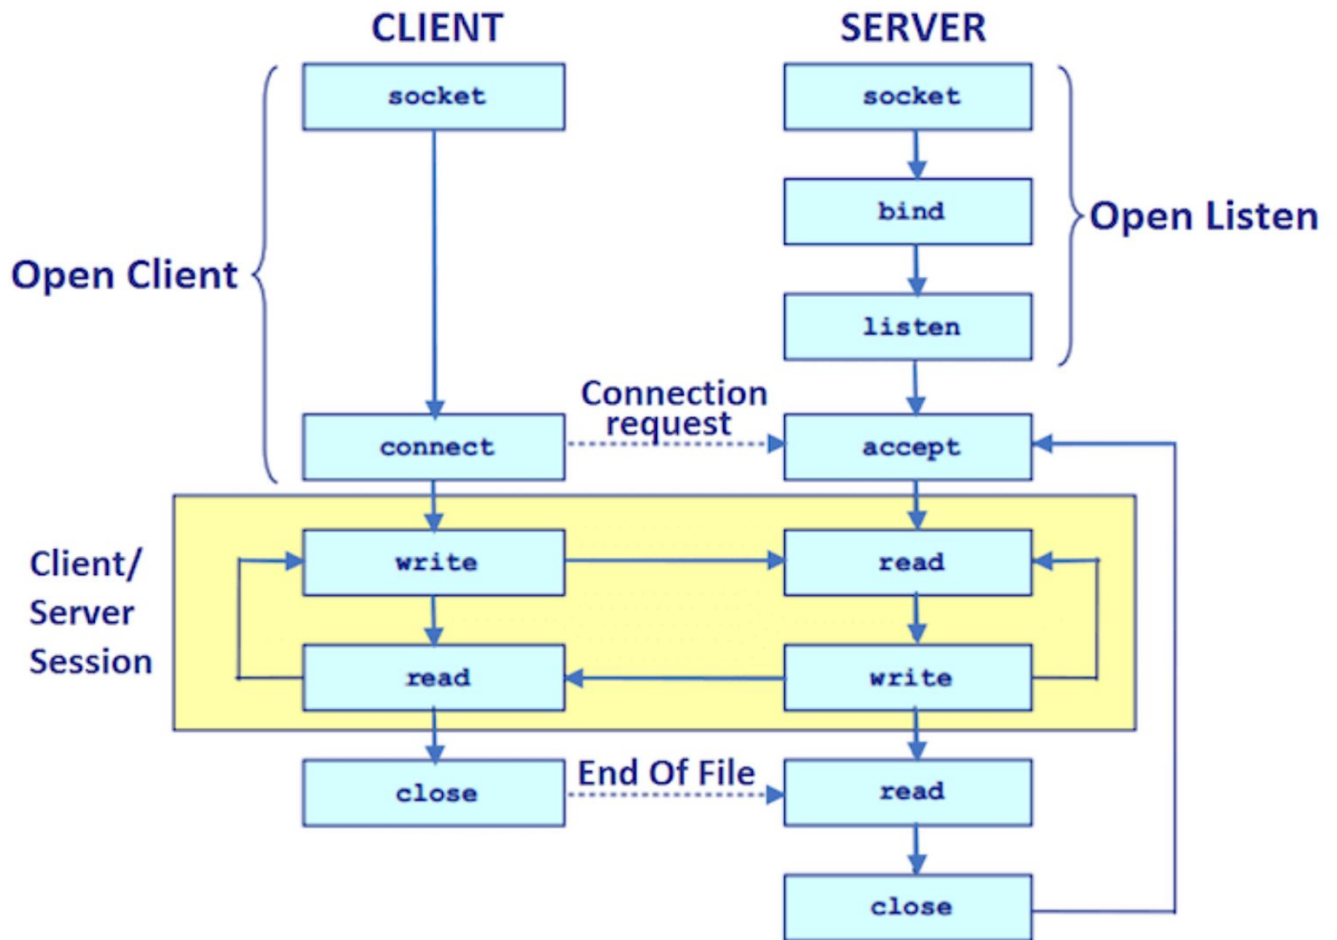 CLIENT
SERVER
socket
socket
bind
Open Listen
Open Client
listen
Connection
request
connect
accept
Client/
Server
Session
write
read
read
write
End Of File
close
read
close